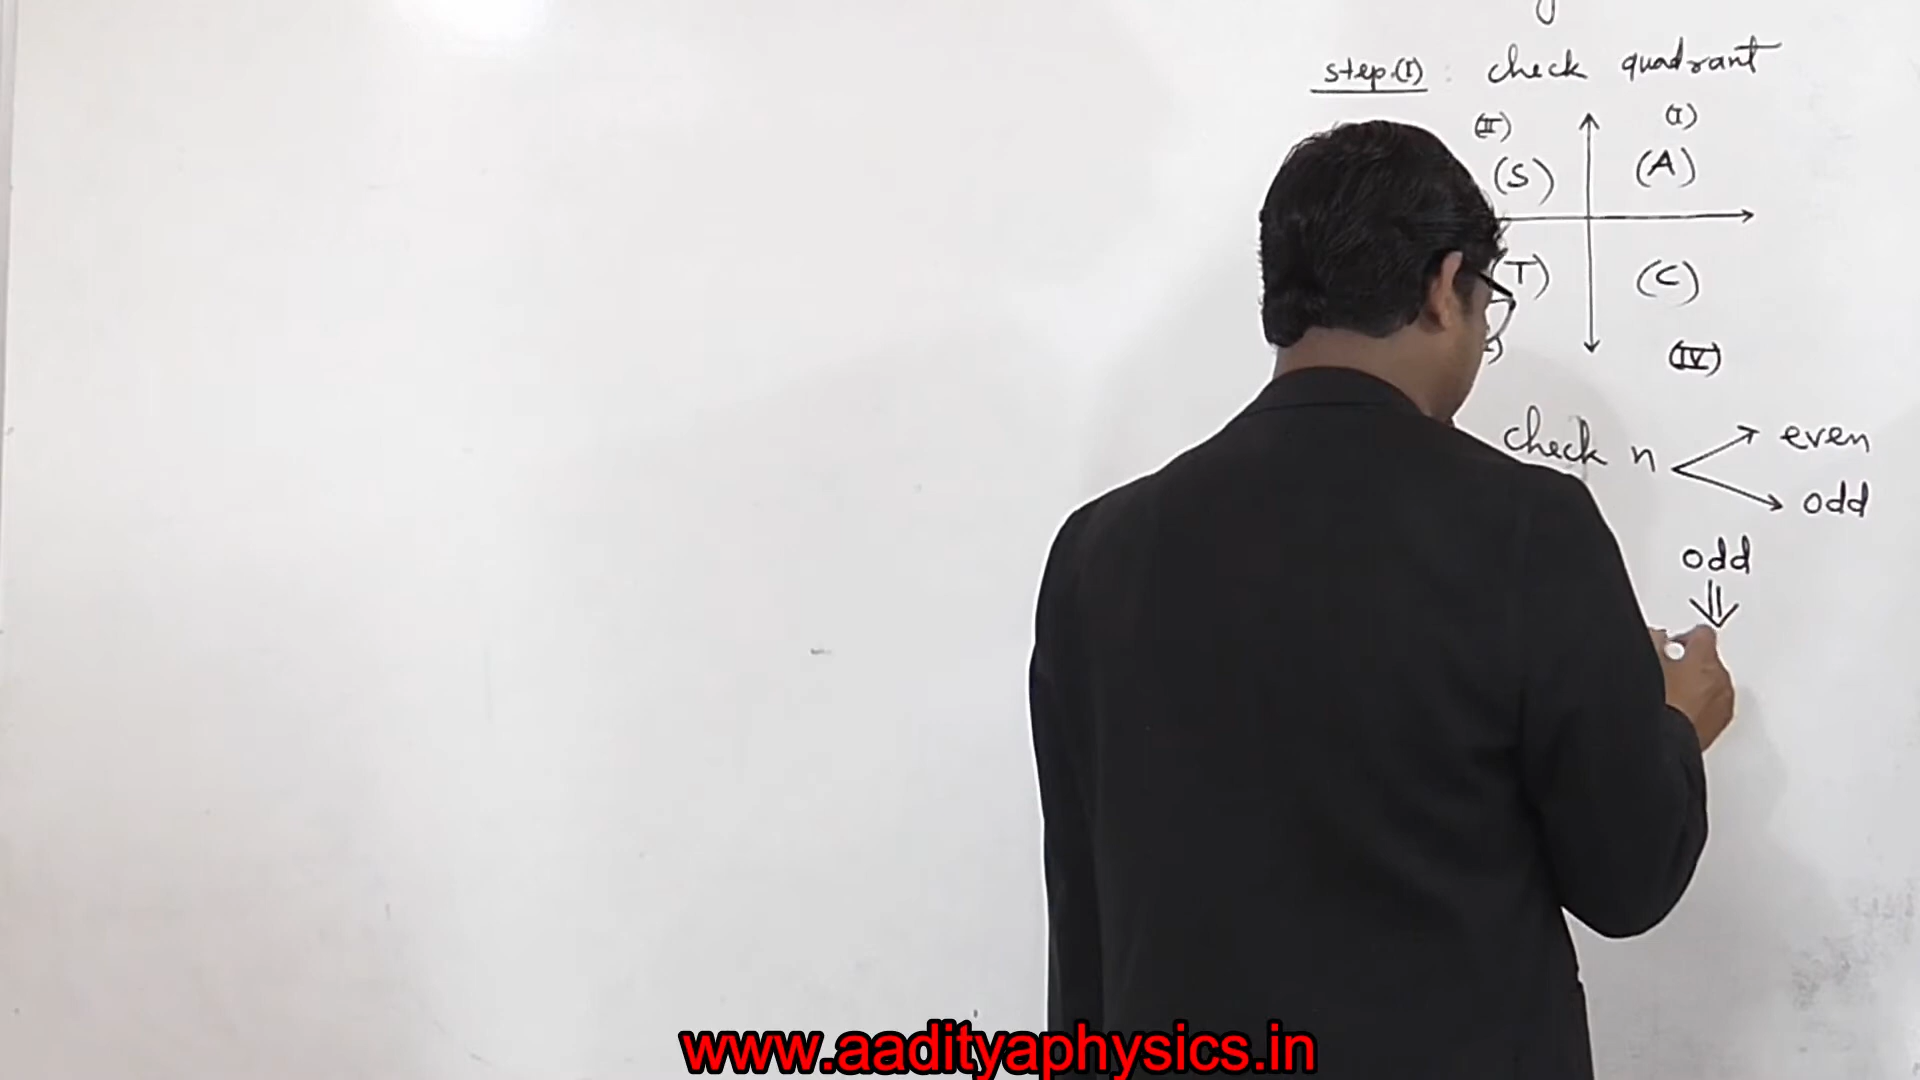 step.(I) : check quadrant
(II) (I)
(S) (A)
(T) (C)
(IV)
check n even
odd
odd
www.aadityaphysics.in